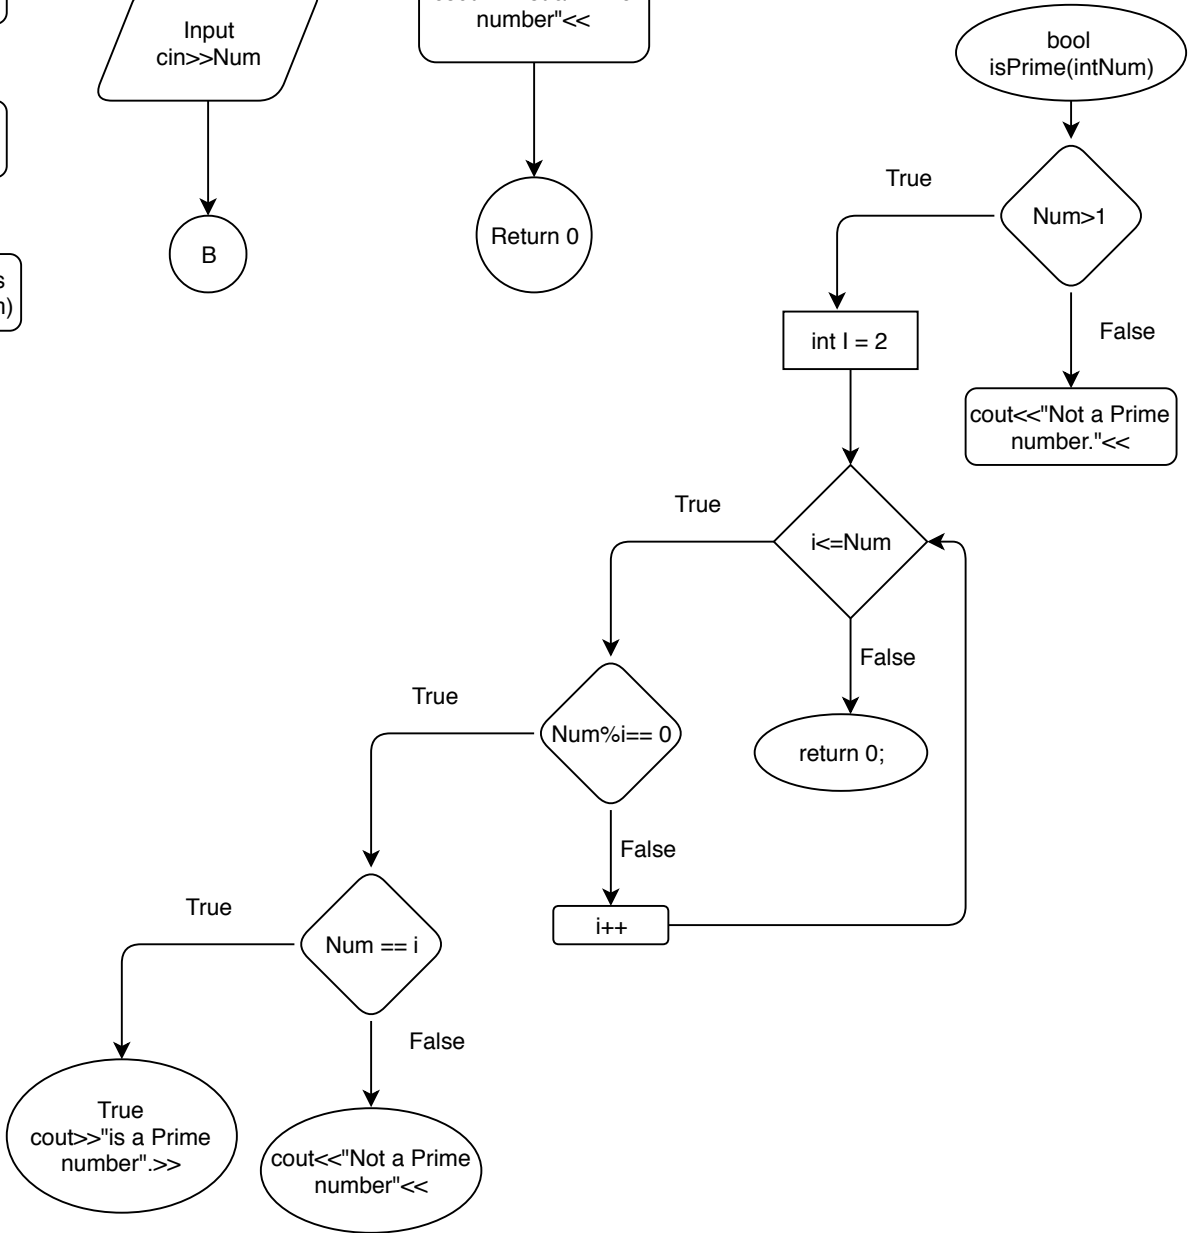 number"<<
Input
cin>>Num
bool
isPrime(intNum)
True
Num>1
B
Return 0
False
int I = 2
cout<<"Not a Prime
number."<<
True
i<=Num
False
True
Num%i== 0
return 0;
False
i++
True
Num == i
False
True
cout>>"is a Prime
number".>>
cout<<"Not a Prime
number"<<